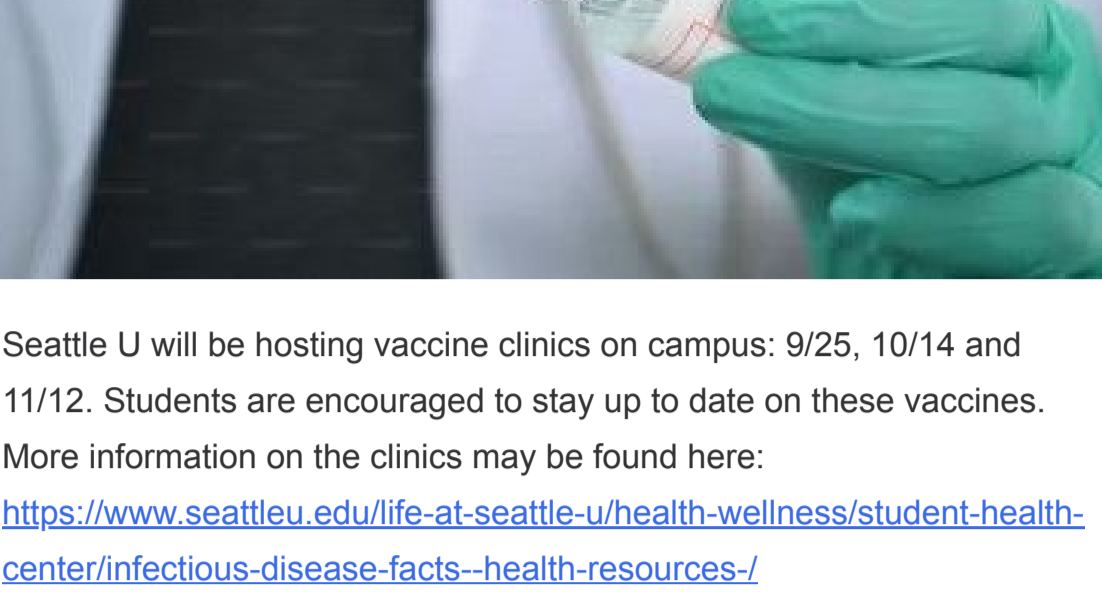 Seattle U will be hosting vaccine clinics on campus: 9/25, 10/14 and
11/12. Students are encouraged to stay up to date on these vaccines.
More information on the clinics may be found here:
https://www.seattleu.edu/life-at-seattle-u/health-wellness/student-health-
center/infectious-disease-facts--health-resources-/